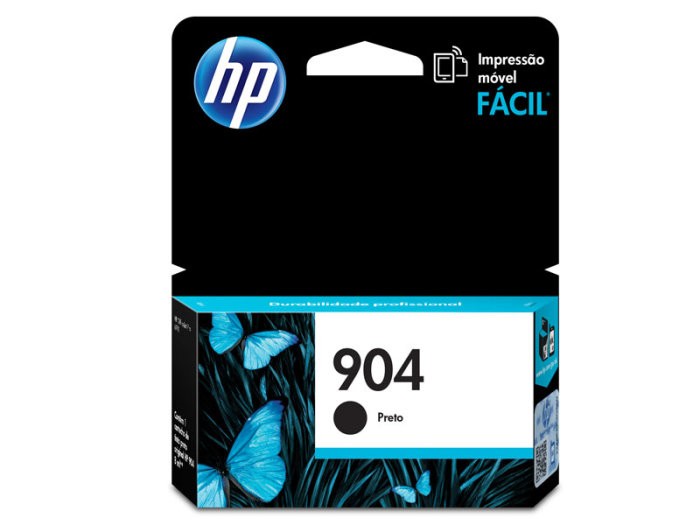 hp
Impressão
móvel
FÁCIL
Durabilidade profissional
904
Preto